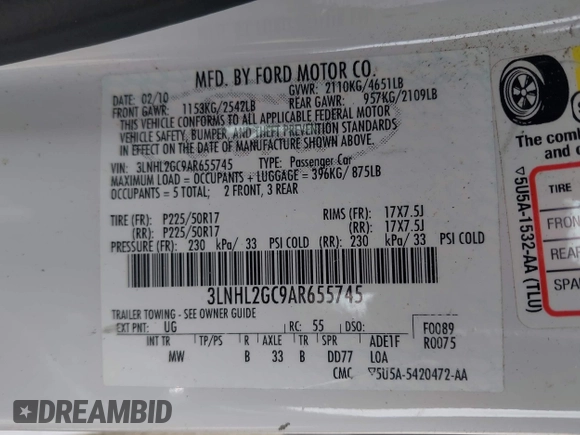 MFD. BY FORD MOTOR CO.
DATE: 02/10 GVWR: 2110KG/4651LB
FRONT GAWR: 1153KG/2542LB REAR GAWR: 957KG/2109LB
THIS VEHICLE CONFORMS TO ALL APPLICABLE FEDERAL MOTOR
VEHICLE SAFETY, BUMPER, AND THEFT PREVENTION STANDARDS
IN EFFECT ON THE DATE OF MANUFACTURE SHOWN ABOVE.
VIN: 3LNHL2GC9AR655745 TYPE: Passenger Car
MAXIMUM LOAD = OCCUPANTS + LUGGAGE = 396KG/ 875LB
OCCUPANTS = 5 TOTAL; 2 FRONT, 3 REAR
TIRE (FR): P225/50R17 RIMS (FR): 17X7.5J
(RR): P225/50R17 (RR): 17X7.5J
PRESSURE (FR): 230 kPa/ 33 PSI COLD (RR): 230 kPa/ 33 PSI COLD
3LNHL2GC9AR655745
TRAILER TOWING - SEE OWNER GUIDE
EXT PNT: UG RC: 55 DSO: F0089
INT TR TP/PS R AXLE TR SPR ADE1F R0075
MW B 33 B DD77 LOA
CMC ▽5U5A-5420472-AA
The com
and c
▽5U5A-1532-AA (TLU)
TIRE
FRON
REAR
SPA
DREAMBID